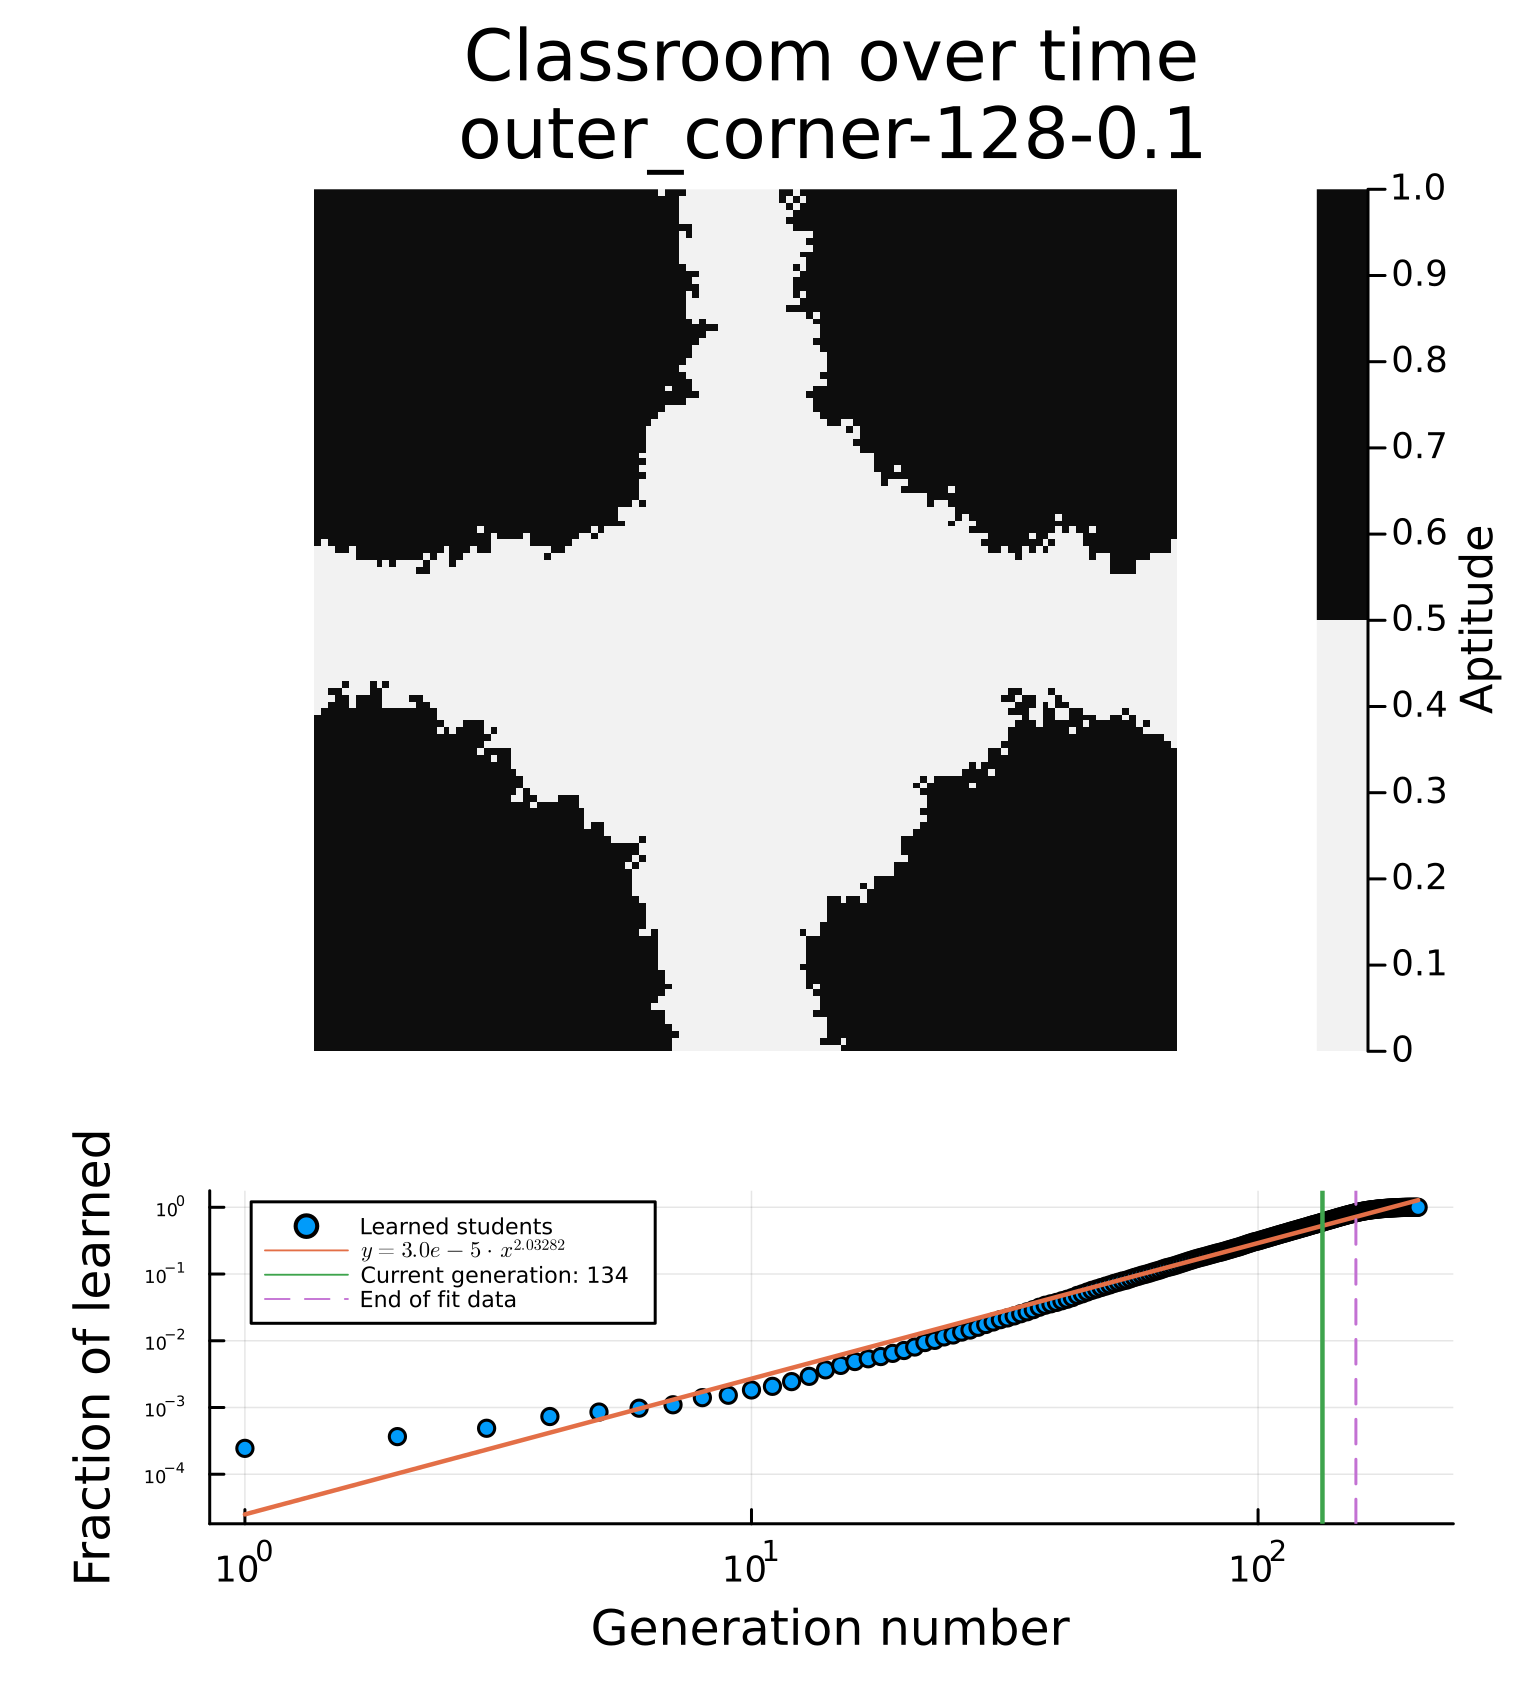 Classroom over time
outer_corner-128-0.1
1.0
0.9
0.8
0.7
0.6
0.5
0.4
0.3
0.2
0.1
0
Aptitude
Fraction of learned
10^0
10^-1
10^-2
10^-3
10^-4
Learned students
y = 3.0e − 5 · x^2.03282
Current generation: 134
End of fit data
10^0 10^1 10^2
Generation number